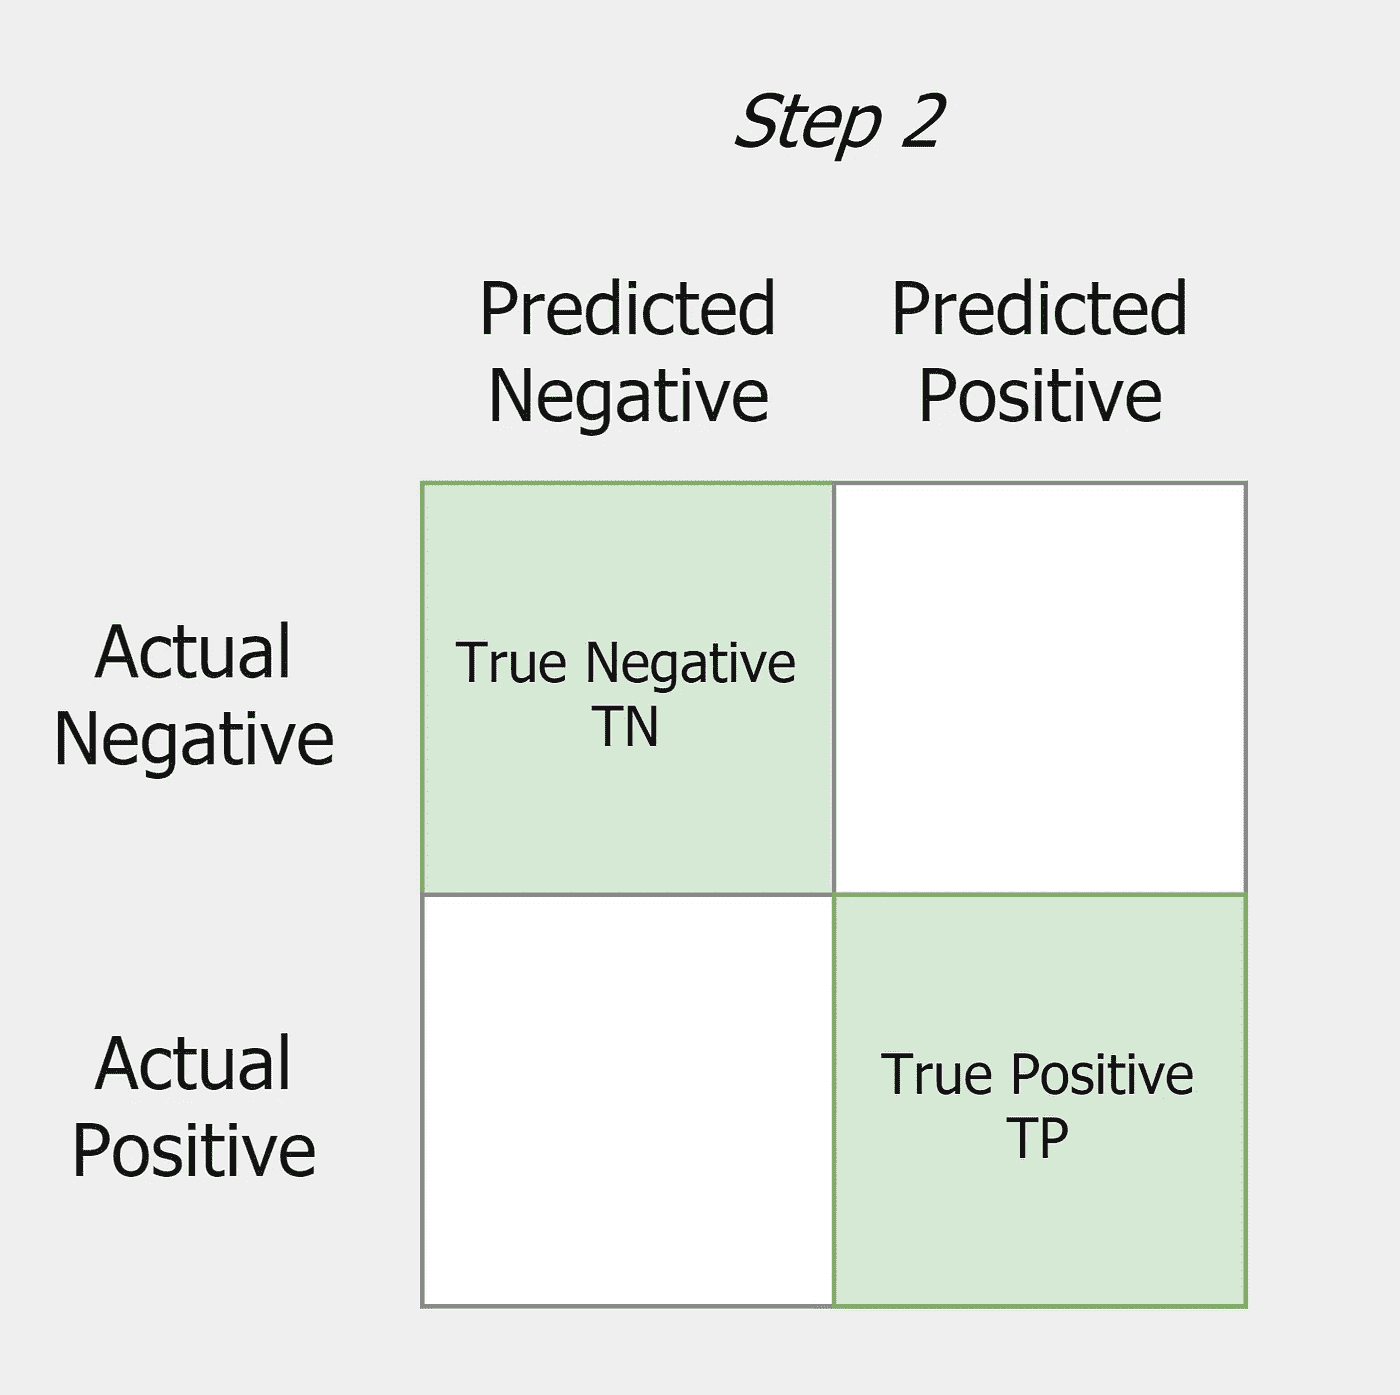 Step 2
Predicted
Negative
Predicted
Positive
Actual
Negative
True Negative
TN
Actual
Positive
True Positive
TP